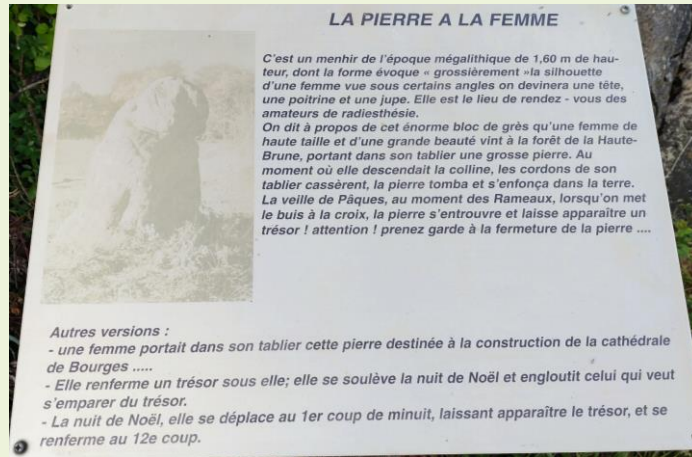 LA PIERRE A LA FEMME
C'est un menhir de l'époque mégalithique de 1,60 m de hau-
teur, dont la forme évoque « grossièrement »la silhouette
d'une femme vue sous certains angles on devinera une tête,
une poitrine et une jupe. Elle est le lieu de rendez - vous des
amateurs de radiesthésie.
On dit à propos de cet énorme bloc de grès qu'une femme de
haute taille et d'une grande beauté vint à la forêt de la Haute-
Brune, portant dans son tablier une grosse pierre. Au
moment où elle descendait la colline, les cordons de son
tablier cassèrent, la pierre tomba et s'enfonça dans la terre.
La veille de Pâques, au moment des Rameaux, lorsqu'on met
le buis à la croix, la pierre s'entrouvre et laisse apparaître un
trésor ! attention ! prenez garde à la fermeture de la pierre ....
Autres versions :
- une femme portait dans son tablier cette pierre destinée à la construction de la cathédrale
de Bourges .....
- Elle renferme un trésor sous elle; elle se soulève la nuit de Noël et engloutit celui qui veut
s'emparer du trésor.
- La nuit de Noël, elle se déplace au 1er coup de minuit, laissant apparaître le trésor, et se
renferme au 12e coup.